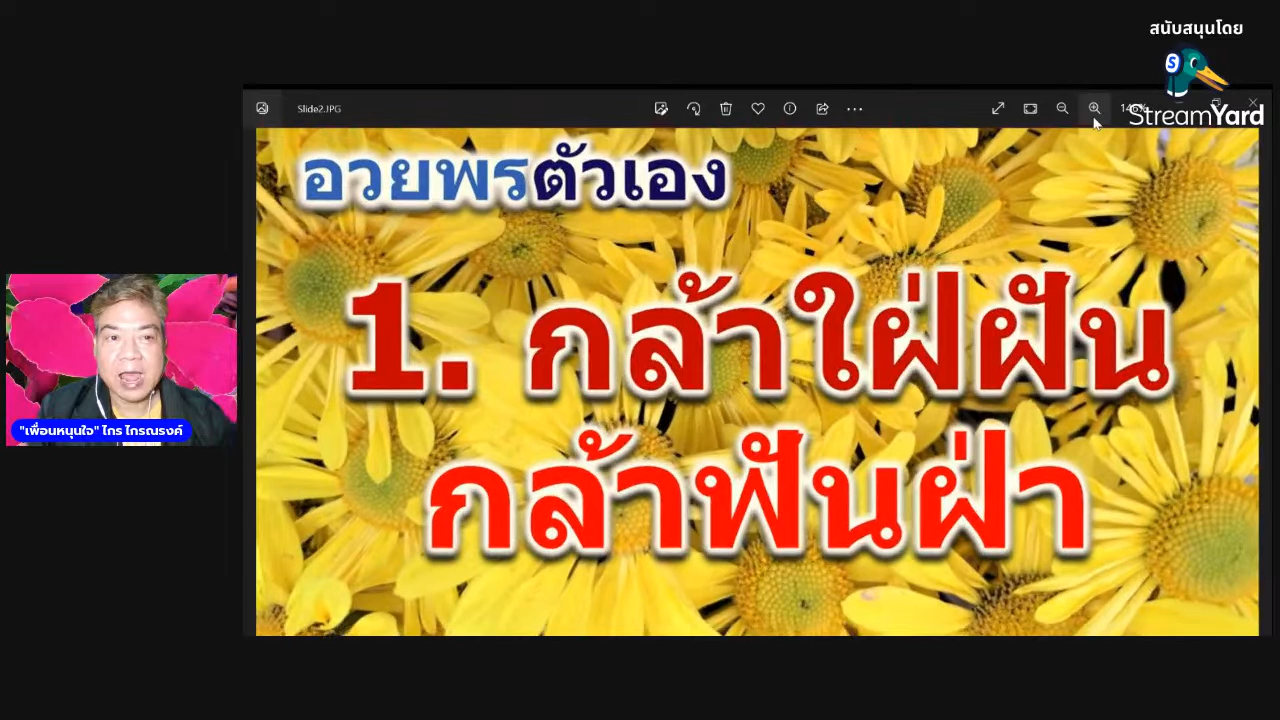 สนับสนุนโดย
S
StreamYard
Slide2.JPG
อวยพรตัวเอง
1. กล้าใฝ่ฝัน
กล้าฟันฝ่า
"เพื่อนหนุนใจ" ไกร ไกรณรงค์